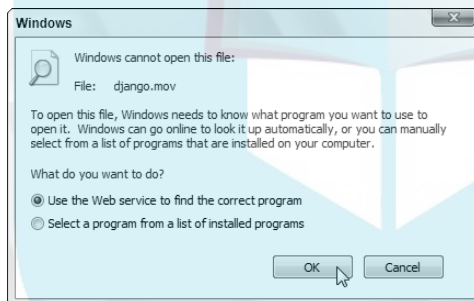 Windows
Windows cannot open this file:
File: django.mov
To open this file, Windows needs to know what program you want to use to
open it. Windows can go online to look it up automatically, or you can manually
select from a list of programs that are installed on your computer.
What do you want to do?
Use the Web service to find the correct program
Select a program from a list of installed programs
OK Cancel